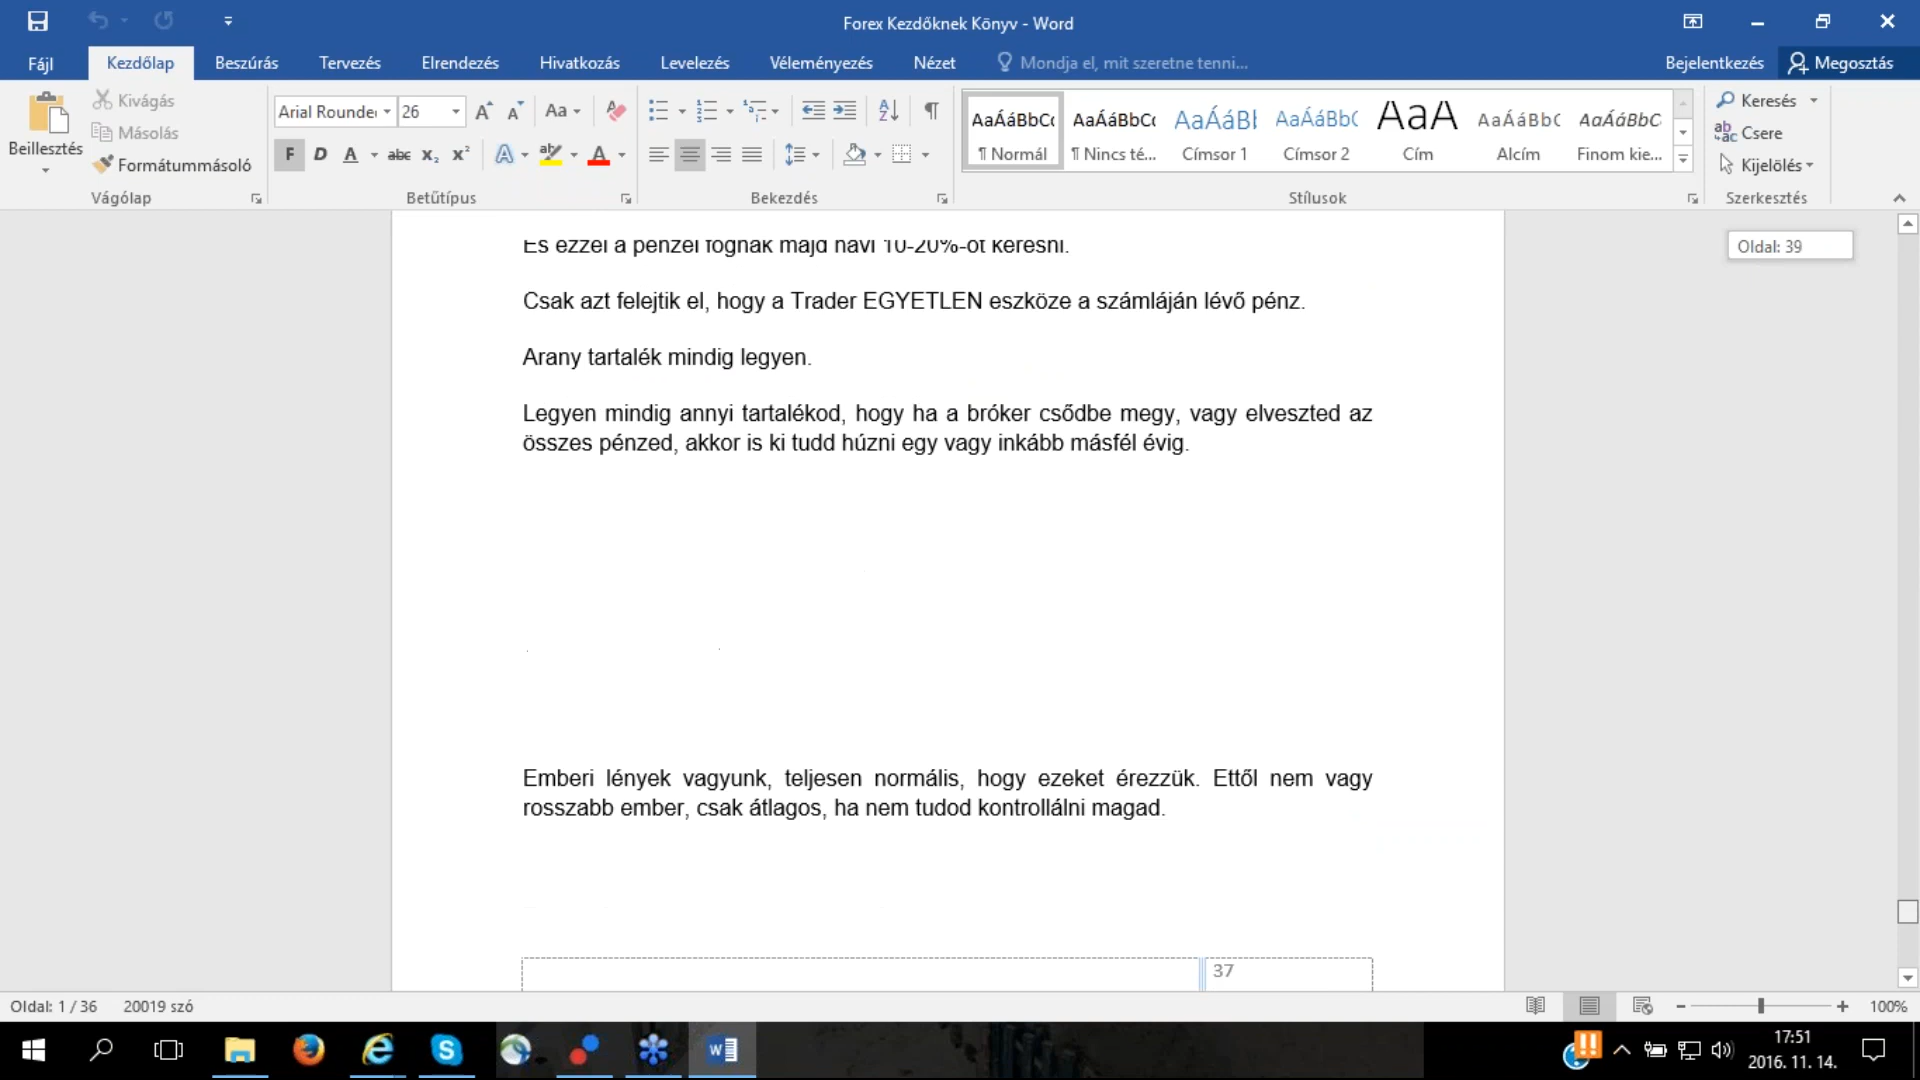 Forex Kezdőknek Könyv - Word
Fájl Kezdőlap Beszúrás Tervezés Elrendezés Hivatkozás Levelezés Véleményezés Nézet Mondja el, mit szeretne tenni... Bejelentkezés Megosztás
Beillesztés
Kivágás
Másolás
Formátummásoló
Vágólap
Arial Rounde 26
Aa
F D A abc x₂ x² A ab A
Betűtípus
Bekezdés
AaÁáBbCc
¶ Normál
AaÁáBbCc
¶ Nincs té...
AaÁáBl
Címsor 1
AaÁáBbC
Címsor 2
AaA
Cím
AaÁáBbC
Alcím
AaÁáBbC
Finom kie...
Stílusok
Keresés
Csere
Kijelölés
Szerkesztés
Oldal: 39
És ezzel a pénzel fognak majd havi 10-20%-ot keresni.
Csak azt felejtik el, hogy a Trader EGYETLEN eszköze a számláján lévő pénz.
Arany tartalék mindig legyen.
Legyen mindig annyi tartalékod, hogy ha a bróker csődbe megy, vagy elveszted az
összes pénzed, akkor is ki tudd húzni egy vagy inkább másfél évig.
Emberi lények vagyunk, teljesen normális, hogy ezeket érezzük. Ettől nem vagy
rosszabb ember, csak átlagos, ha nem tudod kontrollálni magad.
37
Oldal: 1 / 36 20019 szó 100%
17:51
2016. 11. 14.